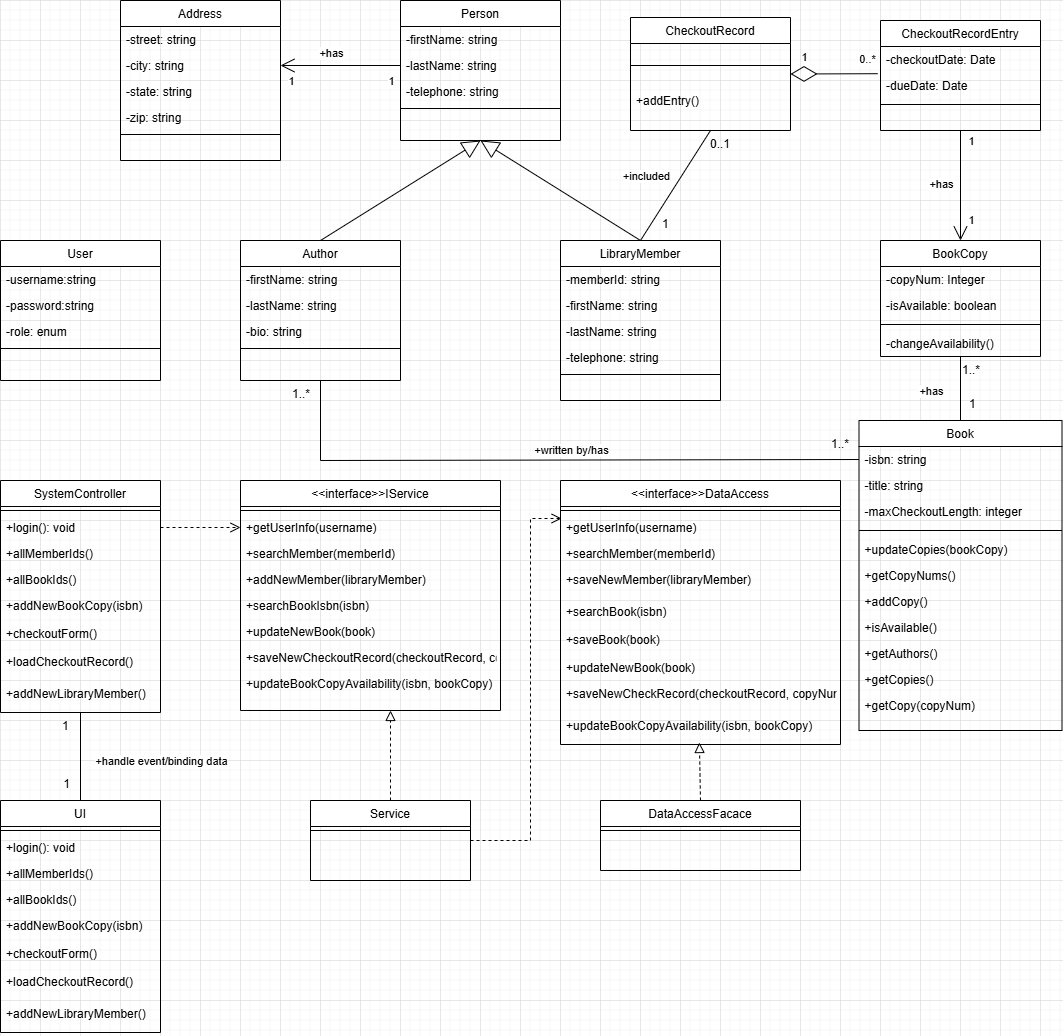 Address
-street: string
-city: string
-state: string
-zip: string
+has
1
1
Person
-firstName: string
-lastName: string
-telephone: string
CheckoutRecord
+addEntry()
1
0..*
CheckoutRecordEntry
-checkoutDate: Date
-dueDate: Date
0..1
+included
1
1
+has
1
User
-username:string
-password:string
-role: enum
Author
-firstName: string
-lastName: string
-bio: string
1..*
LibraryMember
-memberId: string
-firstName: string
-lastName: string
-telephone: string
BookCopy
-copyNum: Integer
-isAvailable: boolean
-changeAvailability()
1..*
+has
1
+written by/has
1..*
Book
-isbn: string
-title: string
-maxCheckoutLength: integer
+updateCopies(bookCopy)
+getCopyNums()
+addCopy()
+isAvailable()
+getAuthors()
+getCopies()
+getCopy(copyNum)
SystemController
+login(): void
+allMemberIds()
+allBookIds()
+addNewBookCopy(isbn)
+checkoutForm()
+loadCheckoutRecord()
+addNewLibraryMember()
<<interface>>IService
+getUserInfo(username)
+searchMember(memberId)
+addNewMember(libraryMember)
+searchBookIsbn(isbn)
+updateNewBook(book)
+saveNewCheckoutRecord(checkoutRecord, c
+updateBookCopyAvailability(isbn, bookCopy)
<<interface>>DataAccess
+getUserInfo(username)
+searchMember(memberId)
+saveNewMember(libraryMember)
+searchBook(isbn)
+saveBook(book)
+updateNewBook(book)
+saveNewCheckRecord(checkoutRecord, copyNur
+updateBookCopyAvailability(isbn, bookCopy)
1
+handle event/binding data
1
UI
+login(): void
+allMemberIds()
+allBookIds()
+addNewBookCopy(isbn)
+checkoutForm()
+loadCheckoutRecord()
+addNewLibraryMember()
Service
DataAccessFacace